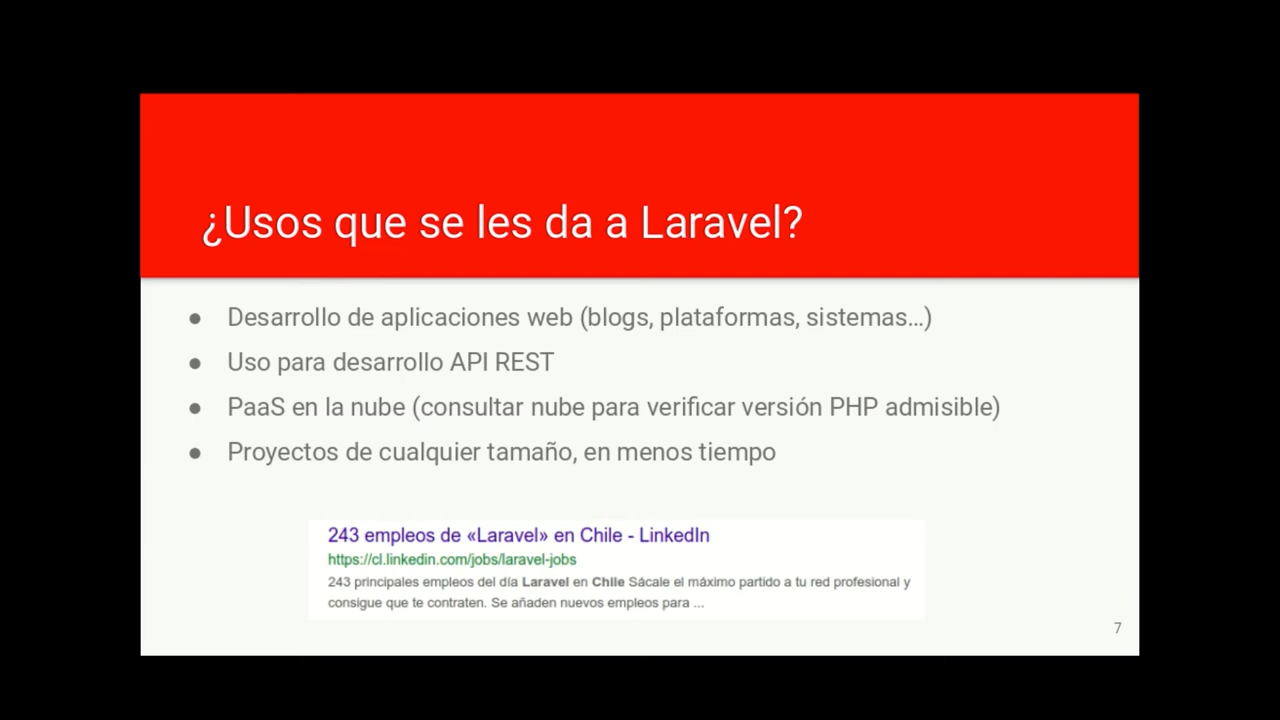 ¿Usos que se les da a Laravel?
● Desarrollo de aplicaciones web (blogs, plataformas, sistemas…)
● Uso para desarrollo API REST
● PaaS en la nube (consultar nube para verificar versión PHP admisible)
● Proyectos de cualquier tamaño, en menos tiempo
243 empleos de «Laravel» en Chile - LinkedIn
https://cl.linkedin.com/jobs/laravel-jobs
243 principales empleos del día Laravel en Chile Sácale el máximo partido a tu red profesional y
consigue que te contraten. Se añaden nuevos empleos para ...
7